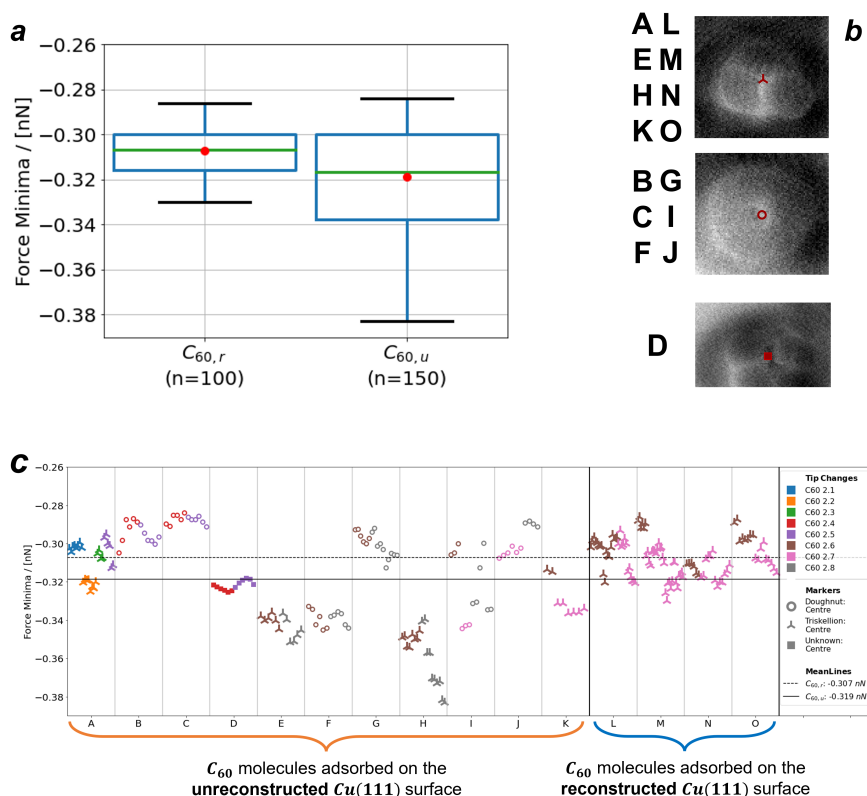 a
−0.26
−0.28
−0.30
−0.32
−0.34
−0.36
−0.38
Force Minima / [nN]
C60, r
(n=100)
C60, u
(n=150)
b
A L
E M
H N
K O
B G
C I
F J
D
c
−0.26
−0.28
−0.30
−0.32
−0.34
−0.36
−0.38
Force Minima / [nN]
A B C D E F G H I J K L M N O
Tip Changes
C60 2.1
C60 2.2
C60 2.3
C60 2.4
C60 2.5
C60 2.6
C60 2.7
C60 2.8
Markers
Doughnut:
Centre
Triskellion:
Centre
Unknown:
Centre
MeanLines
C60, r: -0.307 nN
C60, u: -0.319 nN
C60 molecules adsorbed on the
unreconstructed Cu(111) surface
C60 molecules adsorbed on the
reconstructed Cu(111) surface